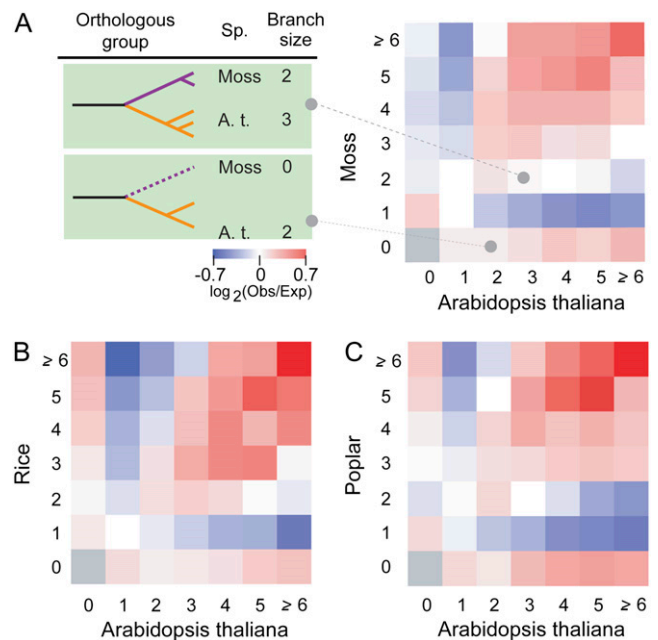 A
Orthologous group
Sp.
Branch size
Moss 2
A. t. 3
Moss 0
A. t. 2
-0.7 0 0.7
log2(Obs/Exp)
Moss
≥ 6
5
4
3
2
1
0
0 1 2 3 4 5 ≥ 6
Arabidopsis thaliana
B
Rice
≥ 6
5
4
3
2
1
0
0 1 2 3 4 5 ≥ 6
Arabidopsis thaliana
C
Poplar
≥ 6
5
4
3
2
1
0
0 1 2 3 4 5 ≥ 6
Arabidopsis thaliana